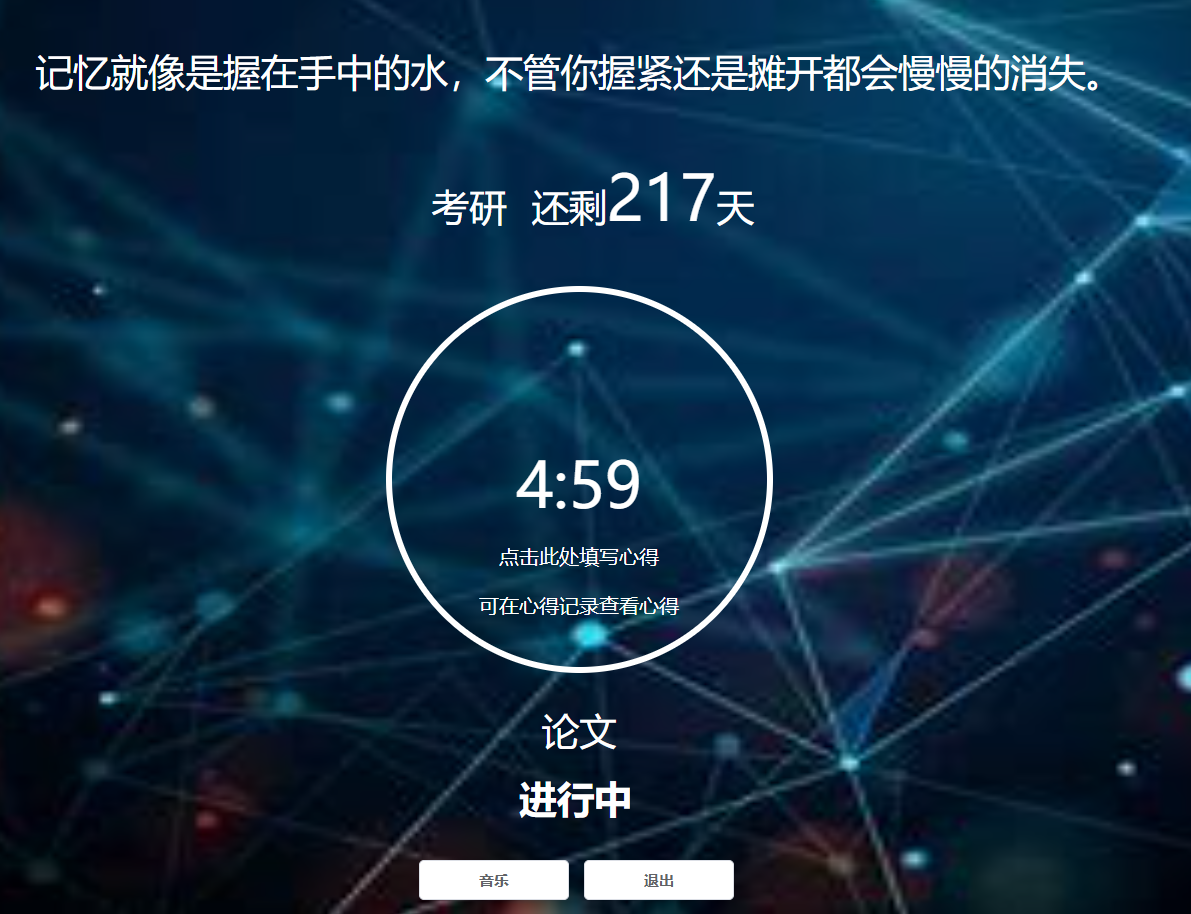 记忆就像是握在手中的水，不管你握紧还是摊开都会慢慢的消失。
考研 还剩217天
4:59
点击此处填写心得
可在心得记录查看心得
论文
进行中
音乐 退出